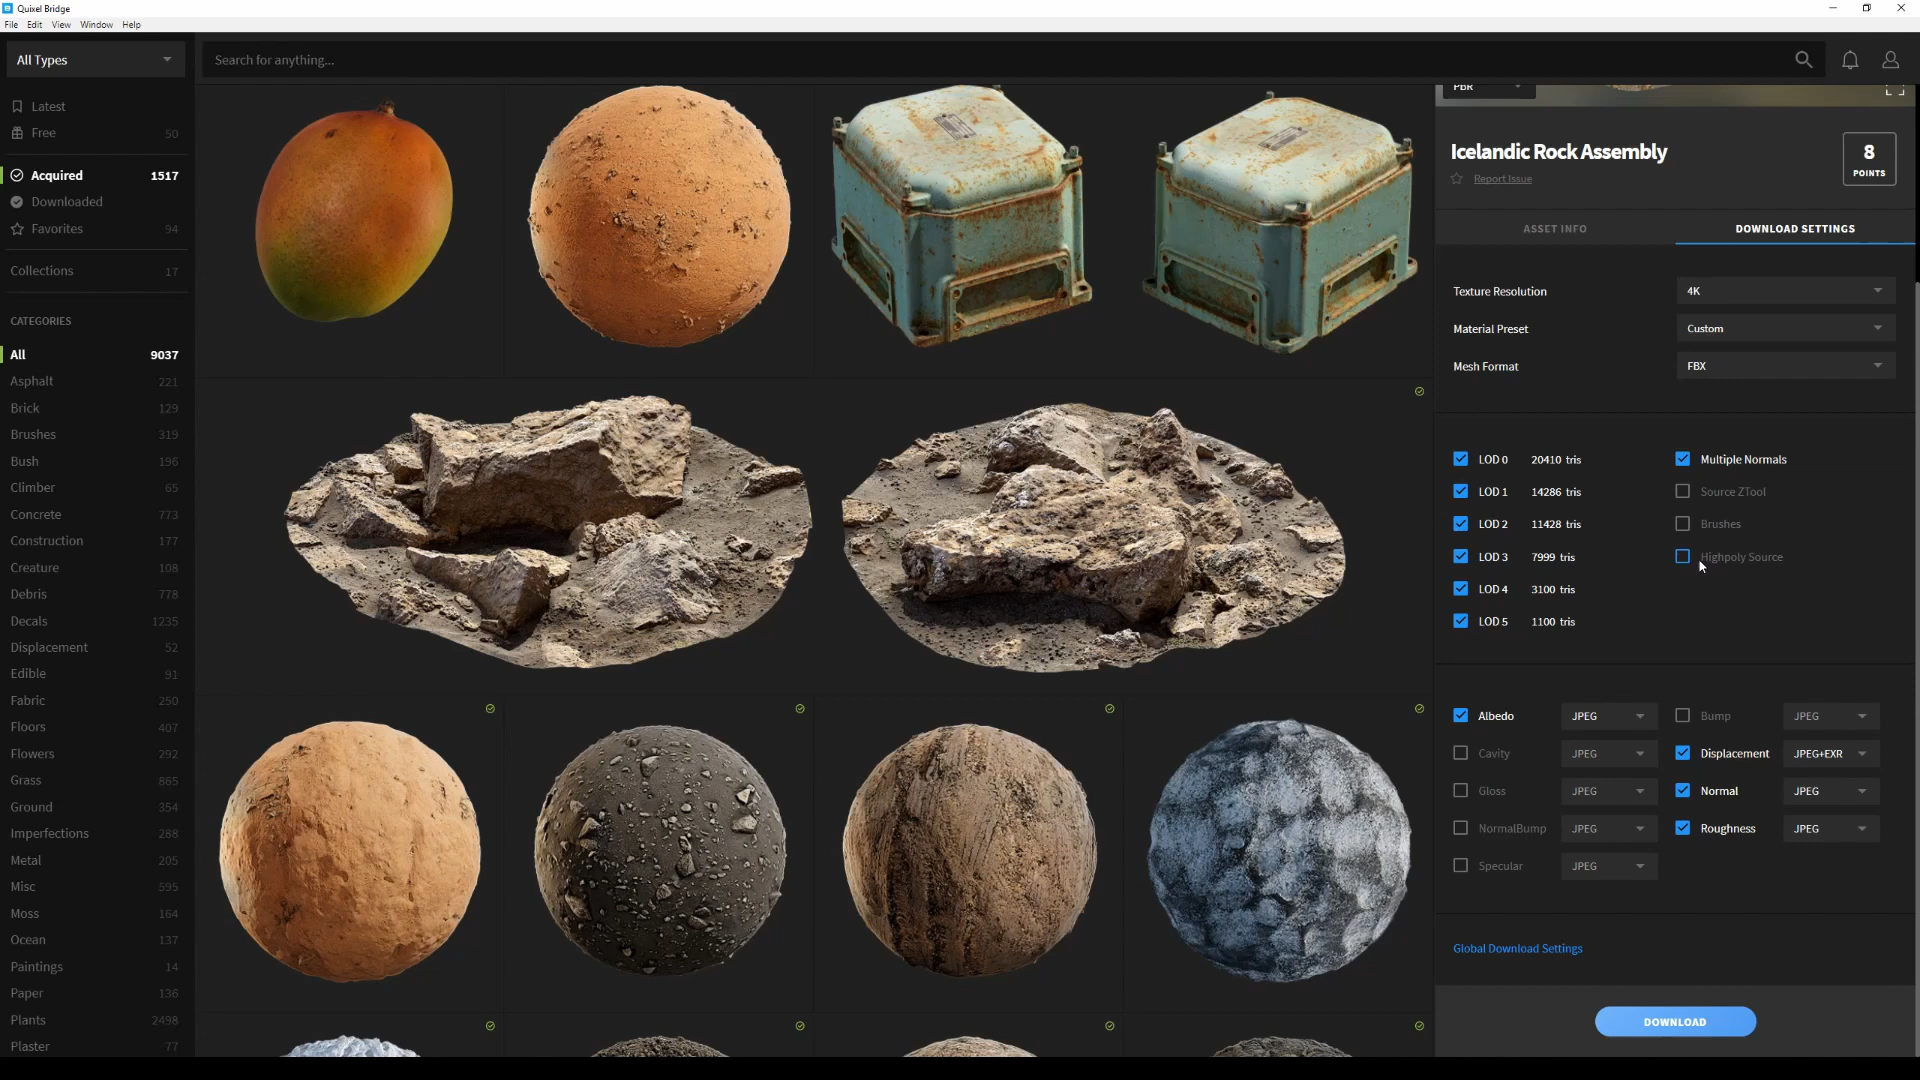 Quixel Bridge
File Edit View Window Help
All Types
Search for anything...
Latest
Free 50
Acquired 1517
Downloaded
Favorites 94
Collections 17
CATEGORIES
All 9037
Asphalt 221
Brick 129
Brushes 319
Bush 196
Climber 65
Concrete 773
Construction 177
Creature 108
Debris 778
Decals 1235
Displacement 52
Edible 91
Fabric 250
Floors 407
Flowers 292
Grass 865
Ground 354
Imperfections 288
Metal 205
Misc 595
Moss 164
Ocean 137
Paintings 14
Paper 136
Plants 2498
Plaster 77
PBR
Icelandic Rock Assembly
8
POINTS
Report Issue
ASSET INFO DOWNLOAD SETTINGS
Texture Resolution 4K
Material Preset Custom
Mesh Format FBX
LOD 0 20410 tris Multiple Normals
LOD 1 14286 tris Source ZTool
LOD 2 11428 tris Brushes
LOD 3 7999 tris Highpoly Source
LOD 4 3100 tris
LOD 5 1100 tris
Albedo JPEG Bump JPEG
Cavity JPEG Displacement JPEG+EXR
Gloss JPEG Normal JPEG
NormalBump JPEG Roughness JPEG
Specular JPEG
Global Download Settings
DOWNLOAD